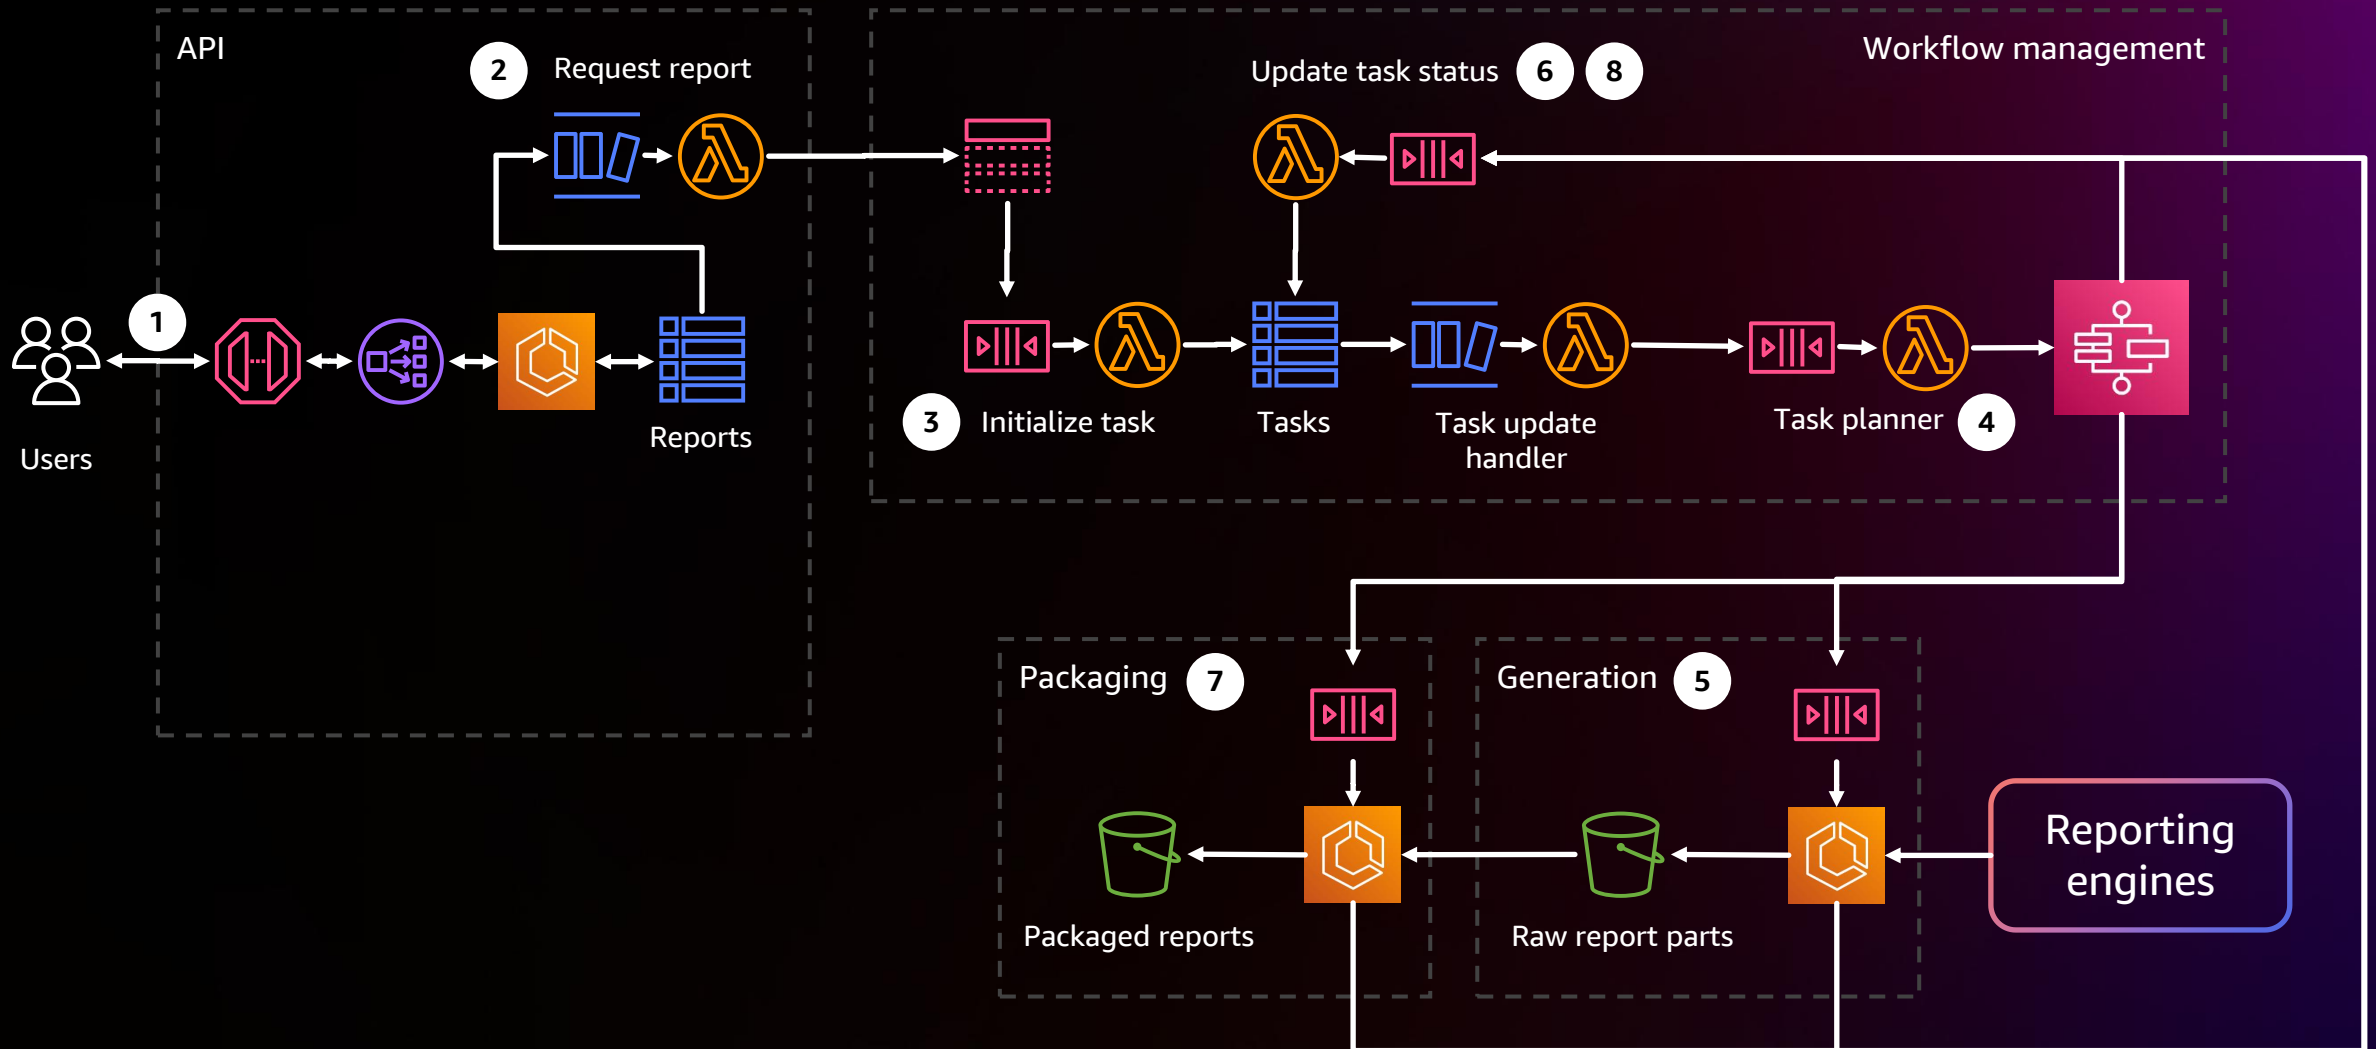 API
2
Request report
Update task status
6
8
Workflow management
1
Users
Reports
3
Initialize task
Tasks
Task update
handler
Task planner
4
Packaging
7
Generation
5
Reporting
engines
Packaged reports
Raw report parts